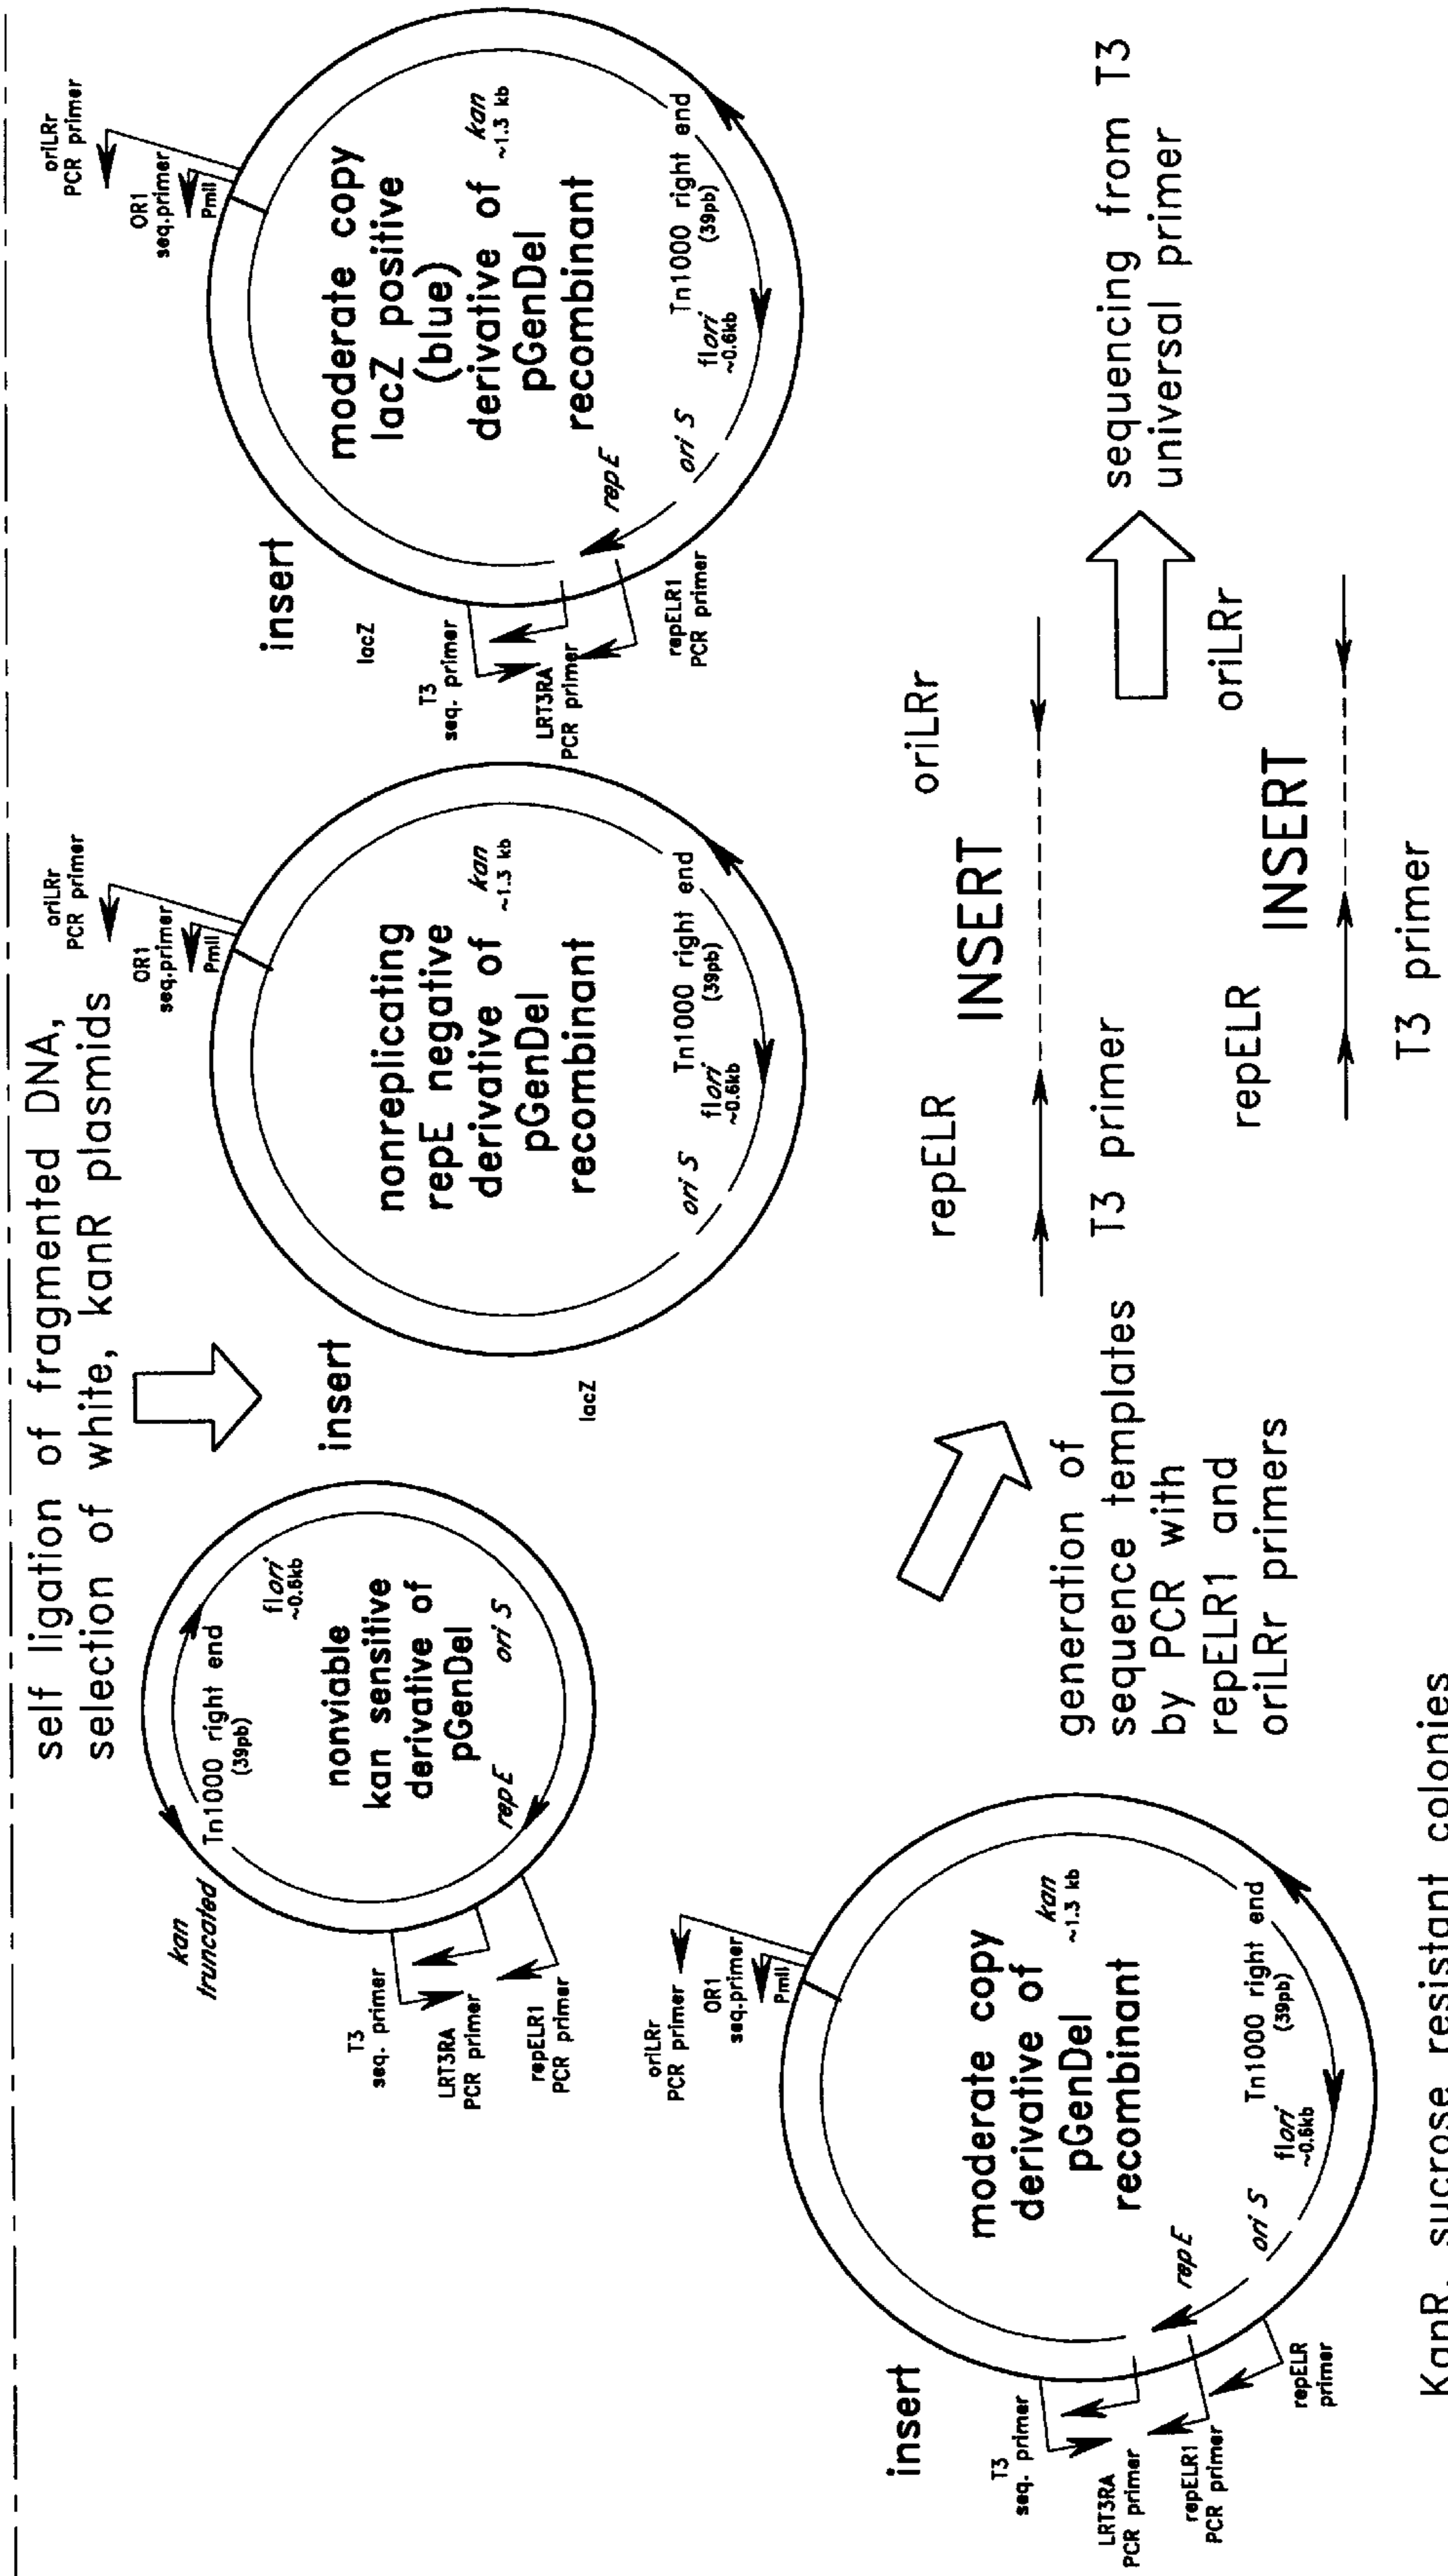 self ligation of fragmented DNA,
selection of white, kanR plasmids
kan
truncated
Tn1000 right end
(39pb)
f1ori
~0.6kb
nonviable
kan sensitive
derivative of
pGenDel
repE
ori S
T3
seq. primer
LRT3RA
PCR primer
repELR1
PCR primer
insert
lacZ
oriLRr
PCR primer
OR1
seq.primer
PmlI
nonreplicating
repE negative
derivative of
pGenDel
recombinant
kan
~1.3 kb
Tn1000 right end
(39pb)
f1ori
~0.6kb
ori S
insert
lacZ
oriLRr
PCR primer
OR1
seq.primer
PmlI
moderate copy
lacZ positive
(blue)
derivative of
pGenDel
recombinant
kan
~1.3 kb
Tn1000 right end
(39pb)
f1ori
~0.6kb
ori S
repE
T3
seq. primer
LRT3RA
PCR primer
repELR1
PCR primer
insert
oriLRr
PCR primer
OR1
seq.primer
PmlI
moderate copy
derivative of
pGenDel
recombinant
kan
~1.3 kb
Tn1000 right end
(39pb)
f1ori
~0.6kb
ori S
repE
T3
seq. primer
LRT3RA
PCR primer
repELR1
PCR primer
repELR
primer
KanR, sucrose resistant colonies
generation of
sequence templates
by PCR with
repELR1 and
oriLRr primers
repELR
INSERT
oriLRr
T3 primer
repELR
INSERT
oriLRr
T3 primer
sequencing from T3
universal primer